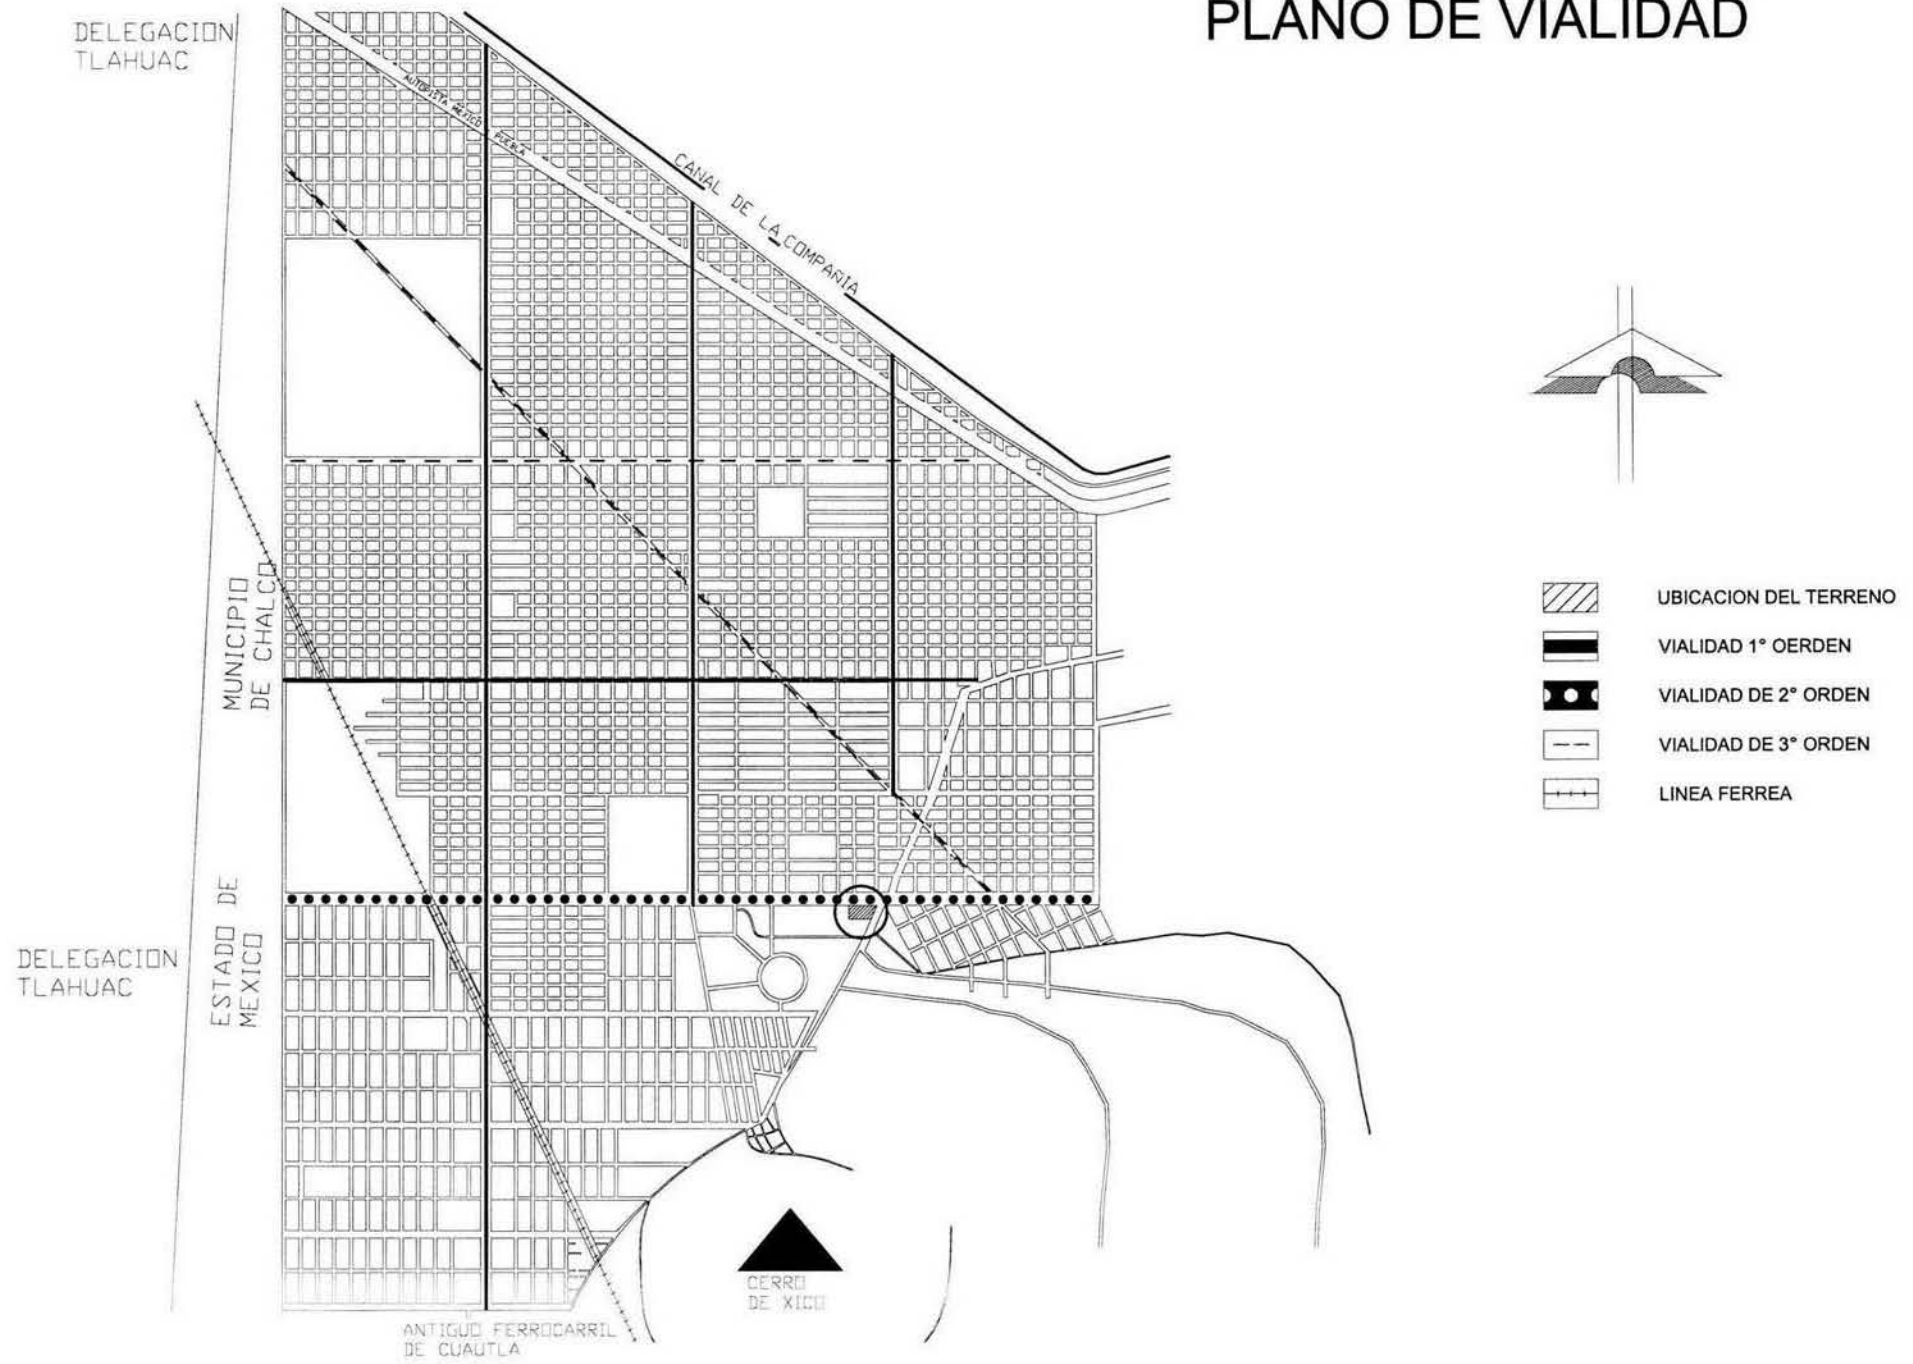 PLANO DE VIALIDAD
DELEGACION
TLAHUAC
AUTOPISTA MEXICO PUEBLA
CANAL DE LA COMPAÑIA
MUNICIPIO
DE CHALCO
UBICACION DEL TERRENO
VIALIDAD 1° OERDEN
VIALIDAD DE 2° ORDEN
VIALIDAD DE 3° ORDEN
LINEA FERREA
ESTADO DE
MEXICO
DELEGACION
TLAHUAC
CERRO
DE XICO
ANTIGUO FERROCARRIL
DE CUAUTLA